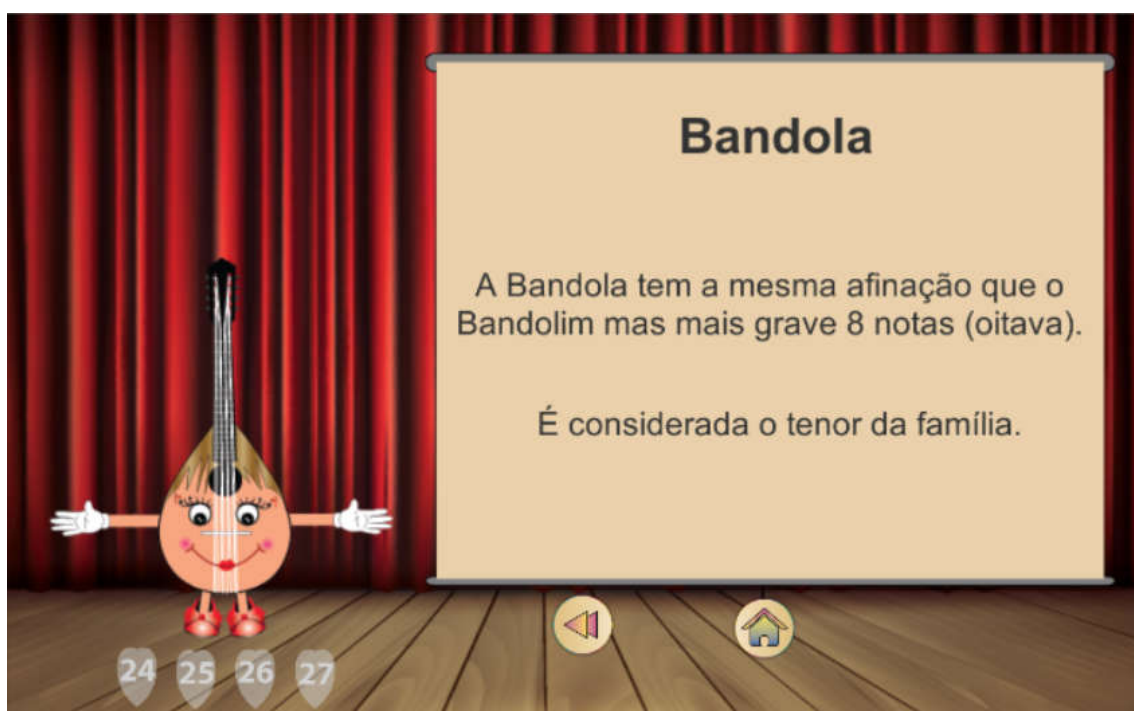 Bandola
A Bandola tem a mesma afinação que o
Bandolim mas mais grave 8 notas (oitava).
É considerada o tenor da família.
24 25 26 27